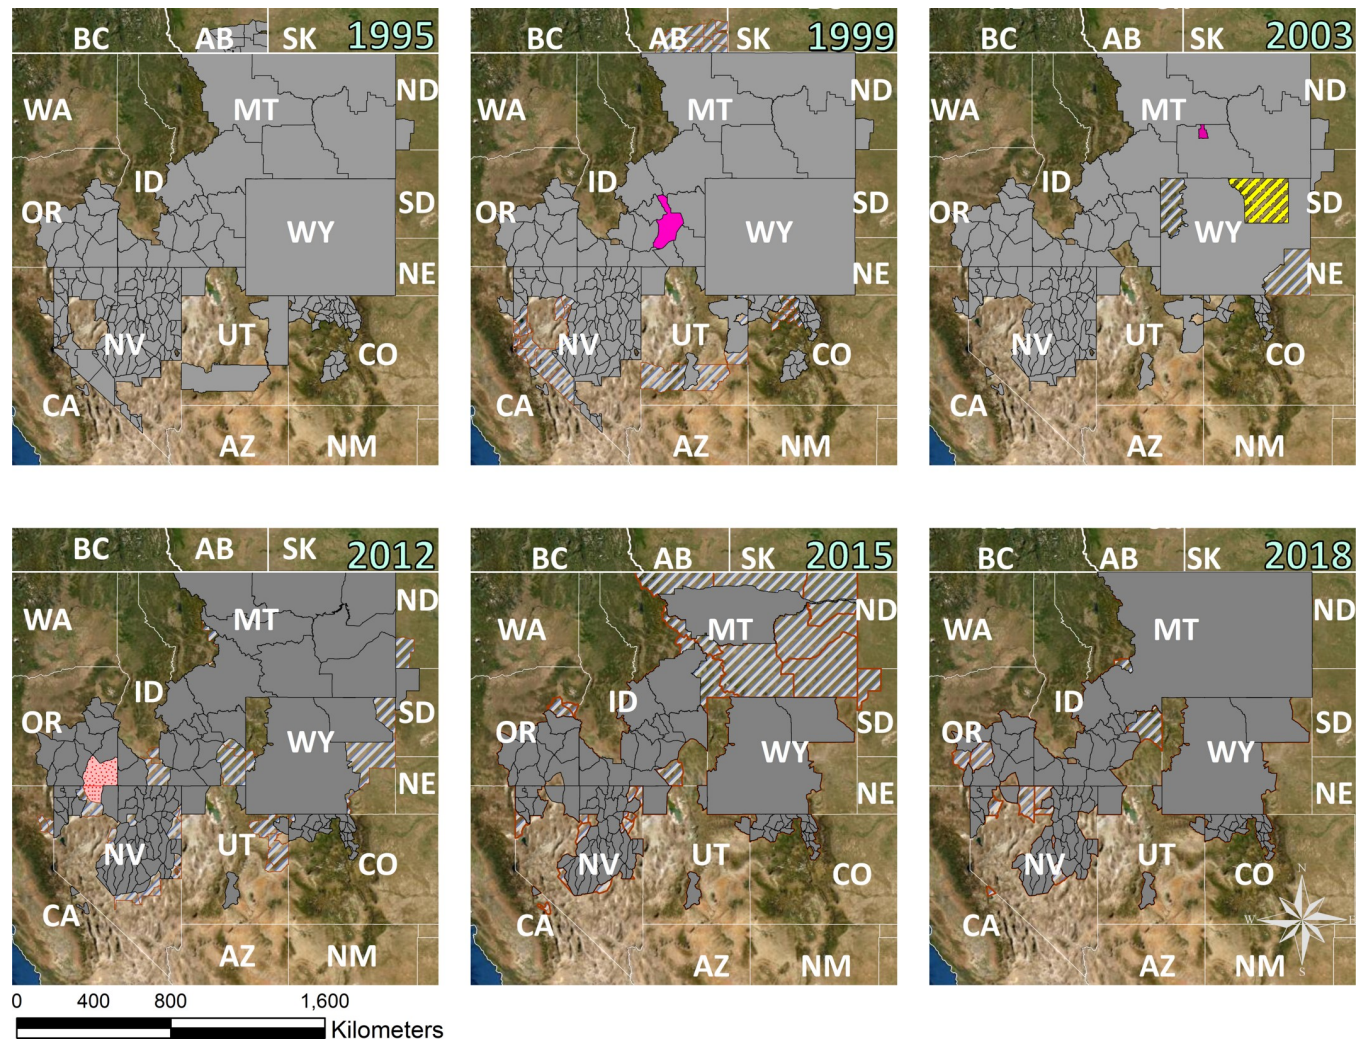 BC AB SK 1995
WA MT ND
ID
OR WY SD
NE
NV UT CO
CA
AZ NM
BC AB SK 1999
WA MT ND
ID
OR WY SD
NE
NV UT CO
CA
AZ NM
BC AB SK 2003
WA MT ND
ID
OR WY SD
NE
NV UT CO
CA
AZ NM
BC AB SK 2012
WA MT ND
ID
OR WY SD
NE
NV UT CO
CA
AZ NM
BC AB SK 2015
WA MT ND
ID
OR WY SD
NE
NV UT CO
CA
AZ NM
BC AB SK 2018
WA MT ND
ID
OR WY SD
NE
NV UT CO
CA
AZ NM
N
W E
S
0 400 800 1,600
Kilometers